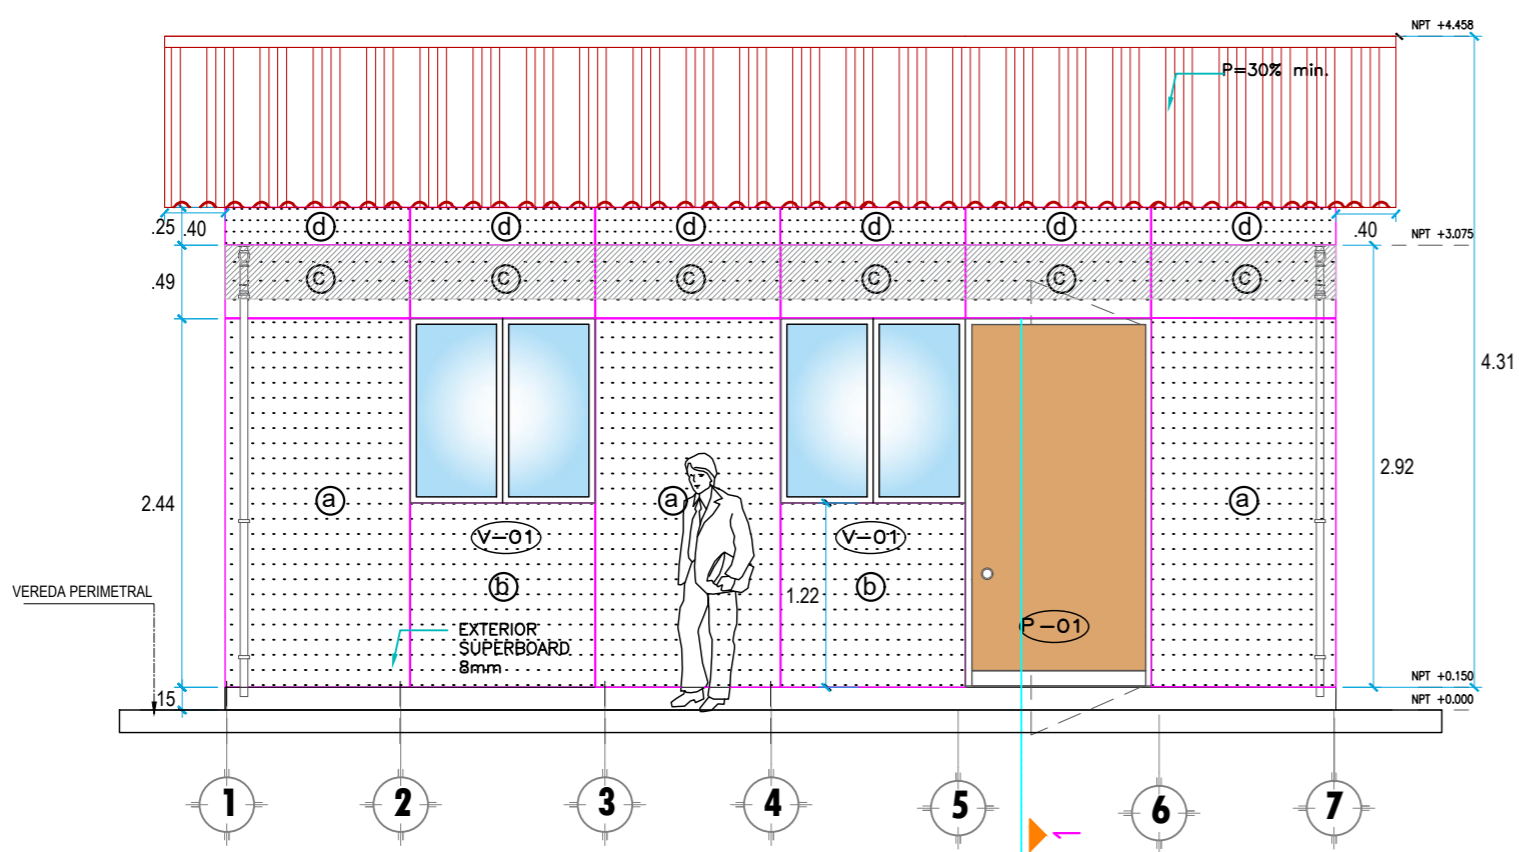 NPT +4.458
P=30% min.
.25
.40
d
d
d
d
d
d
.40
NPT +3.075
.49
c
c
c
c
c
c
4.31
2.44
a
a
a
2.92
V-01
V-01
b
b
1.22
VEREDA PERIMETRAL
EXTERIOR
SUPERBOARD
8mm
P-01
NPT +0.150
.15
NPT +0.000
1
2
3
4
5
6
7
1